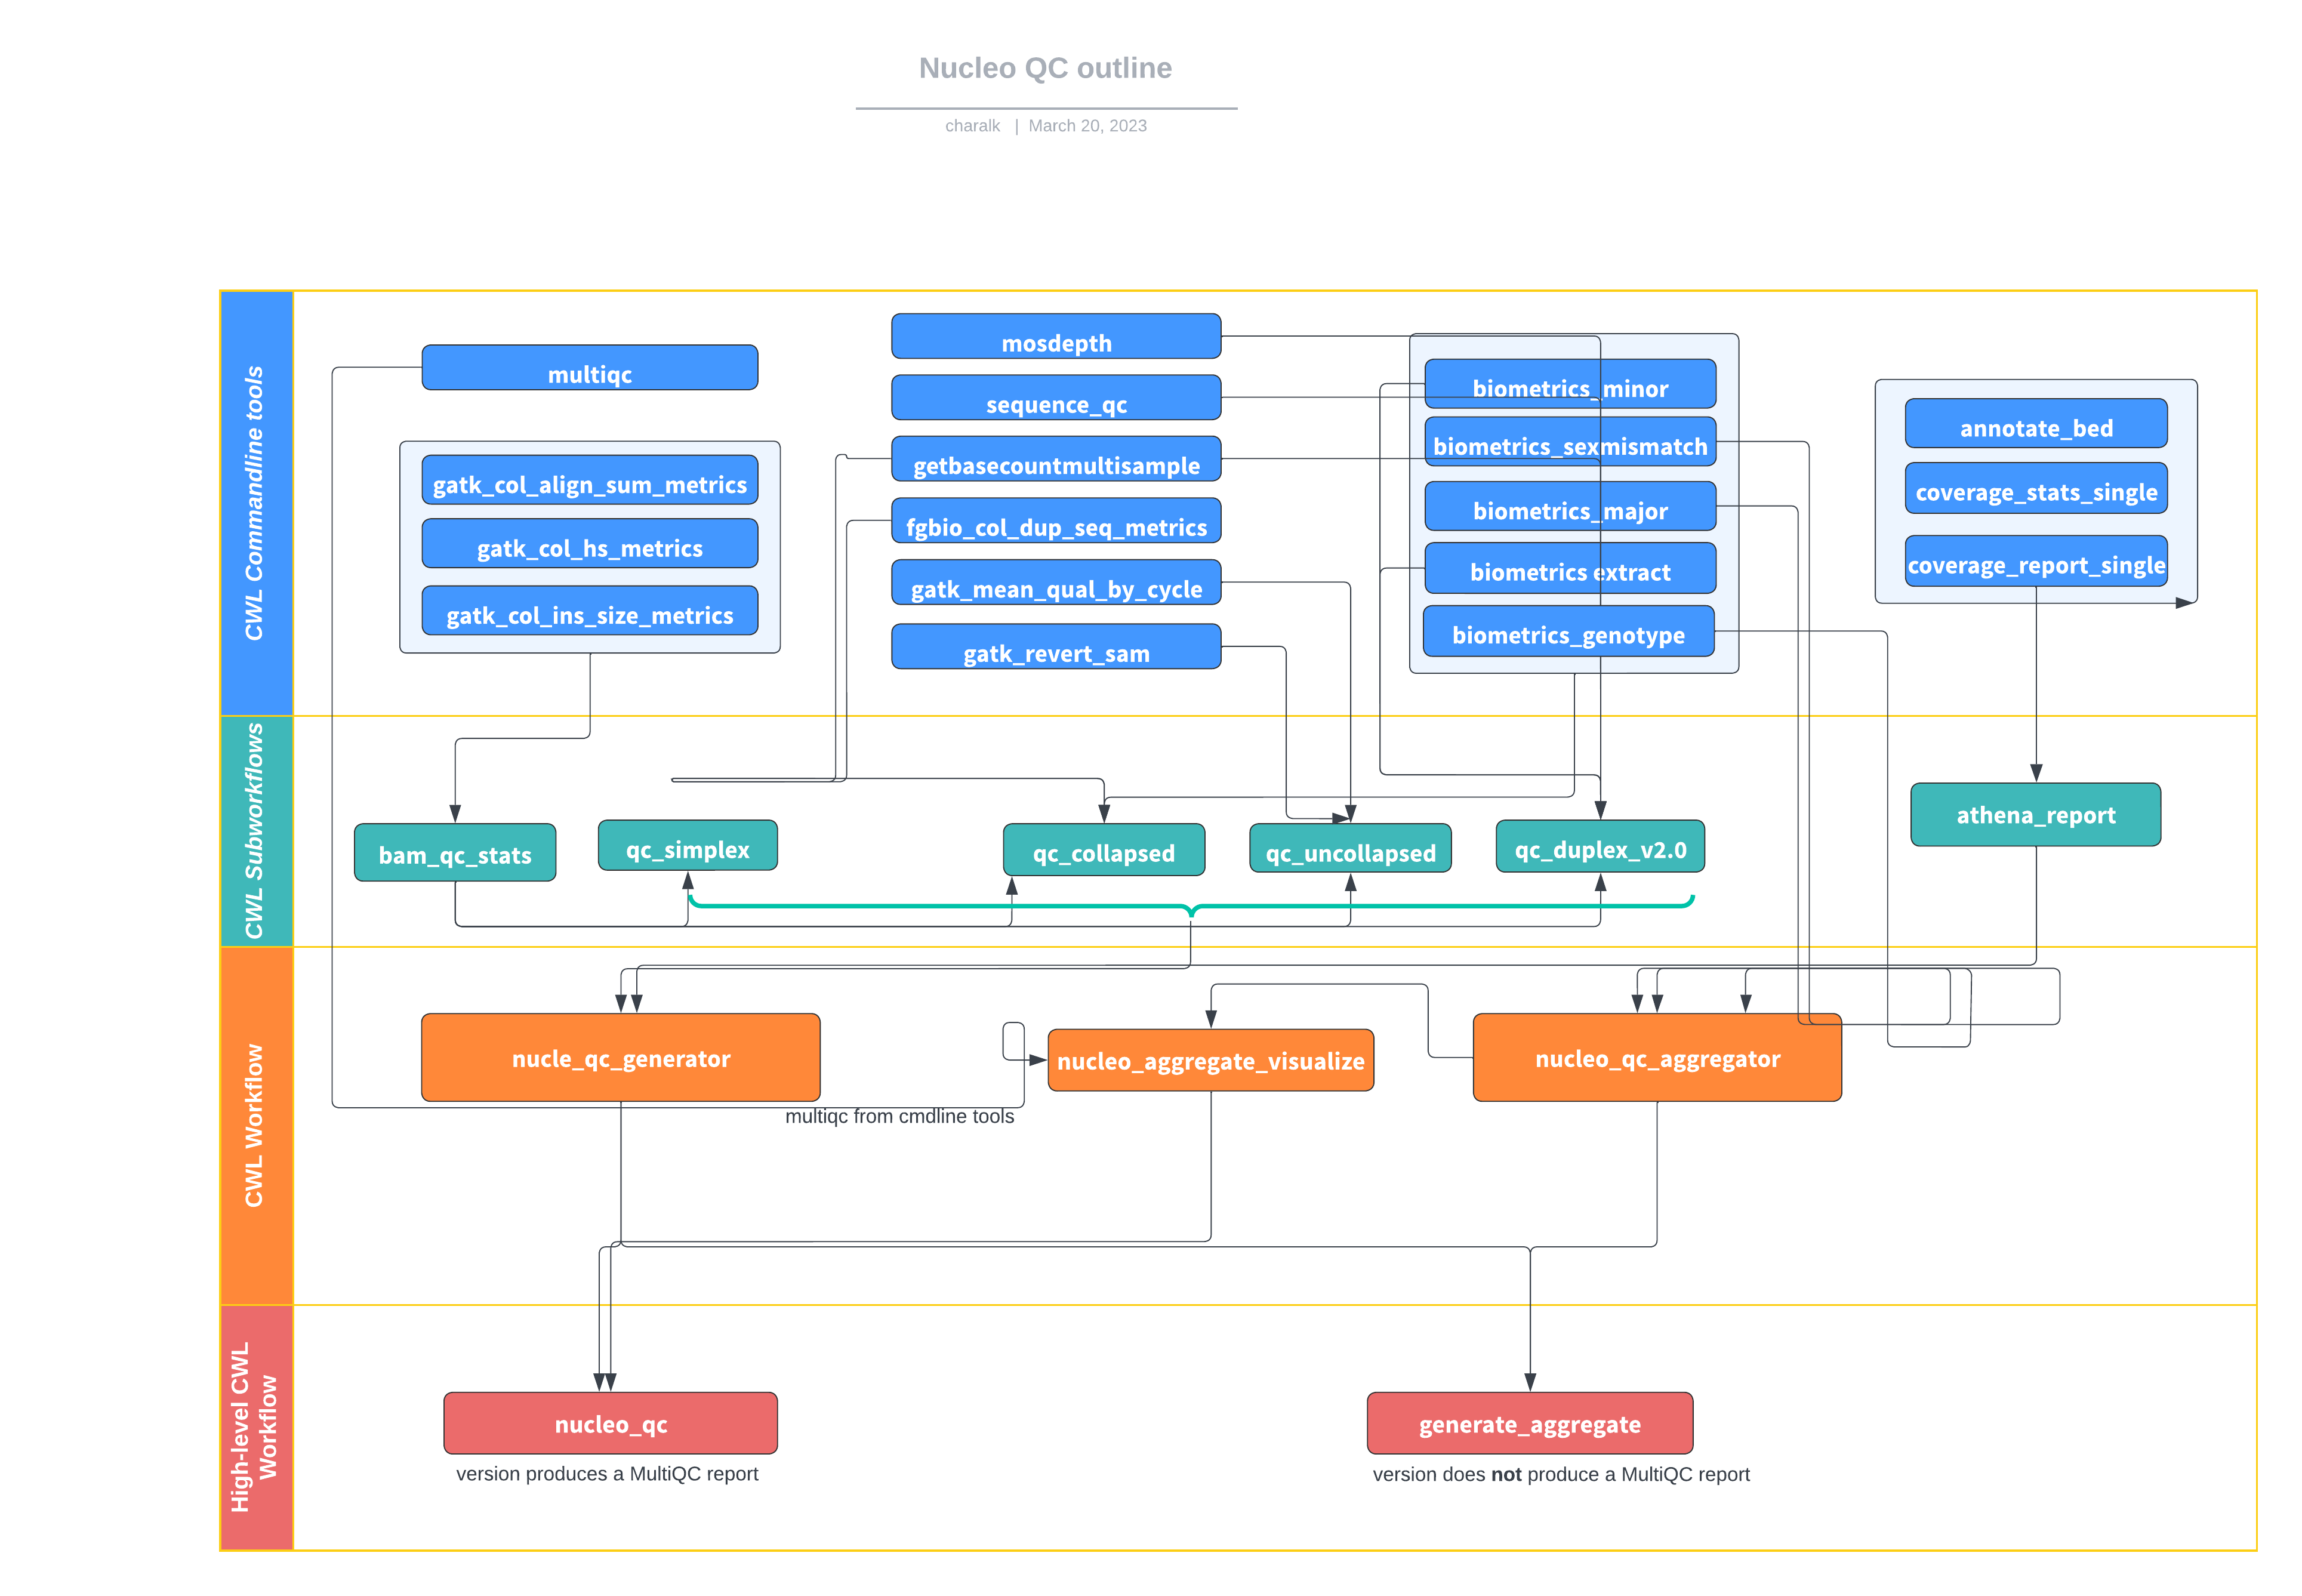 Nucleo QC outline
charalk | March 20, 2023
CWL Commandline tools
multiqc
gatk_col_align_sum_metrics
gatk_col_hs_metrics
gatk_col_ins_size_metrics
mosdepth
sequence_qc
getbasecountmultisample
fgbio_col_dup_seq_metrics
gatk_mean_qual_by_cycle
gatk_revert_sam
biometrics_minor
biometrics_sexmismatch
biometrics_major
biometrics extract
biometrics_genotype
annotate_bed
coverage_stats_single
coverage_report_single
CWL Subworkflows
bam_qc_stats
qc_simplex
qc_collapsed
qc_uncollapsed
qc_duplex_v2.0
athena_report
CWL Workflow
nucle_qc_generator
nucleo_aggregate_visualize
nucleo_qc_aggregator
multiqc from cmdline tools
High-level CWL
Workflow
nucleo_qc
version produces a MultiQC report
generate_aggregate
version does not produce a MultiQC report